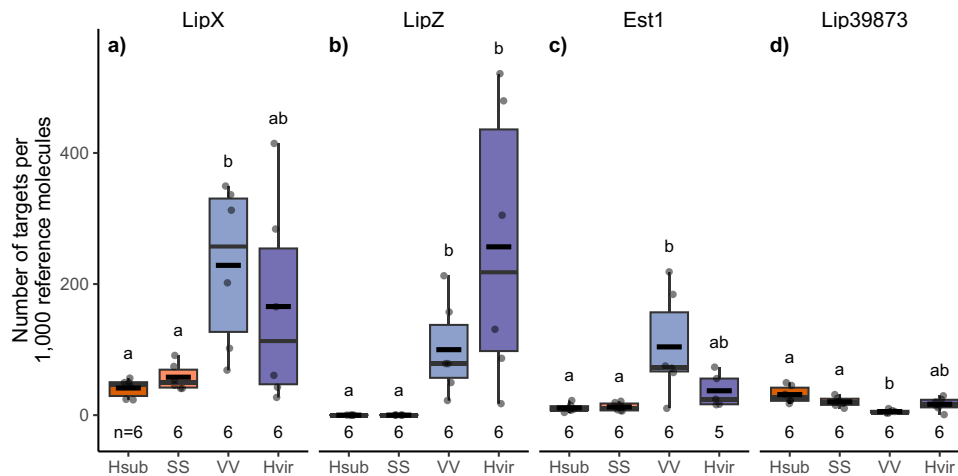 LipX LipZ Est1 Lip39873
a) b) c) d)
Number of targets per
1,000 reference molecules
400
200
0
a a b ab
a a b b
a a b ab
a a b ab
n=6 6 6 6
6 6 6 6
6 6 6 5
6 6 6 6
Hsub SS VV Hvir
Hsub SS VV Hvir
Hsub SS VV Hvir
Hsub SS VV Hvir